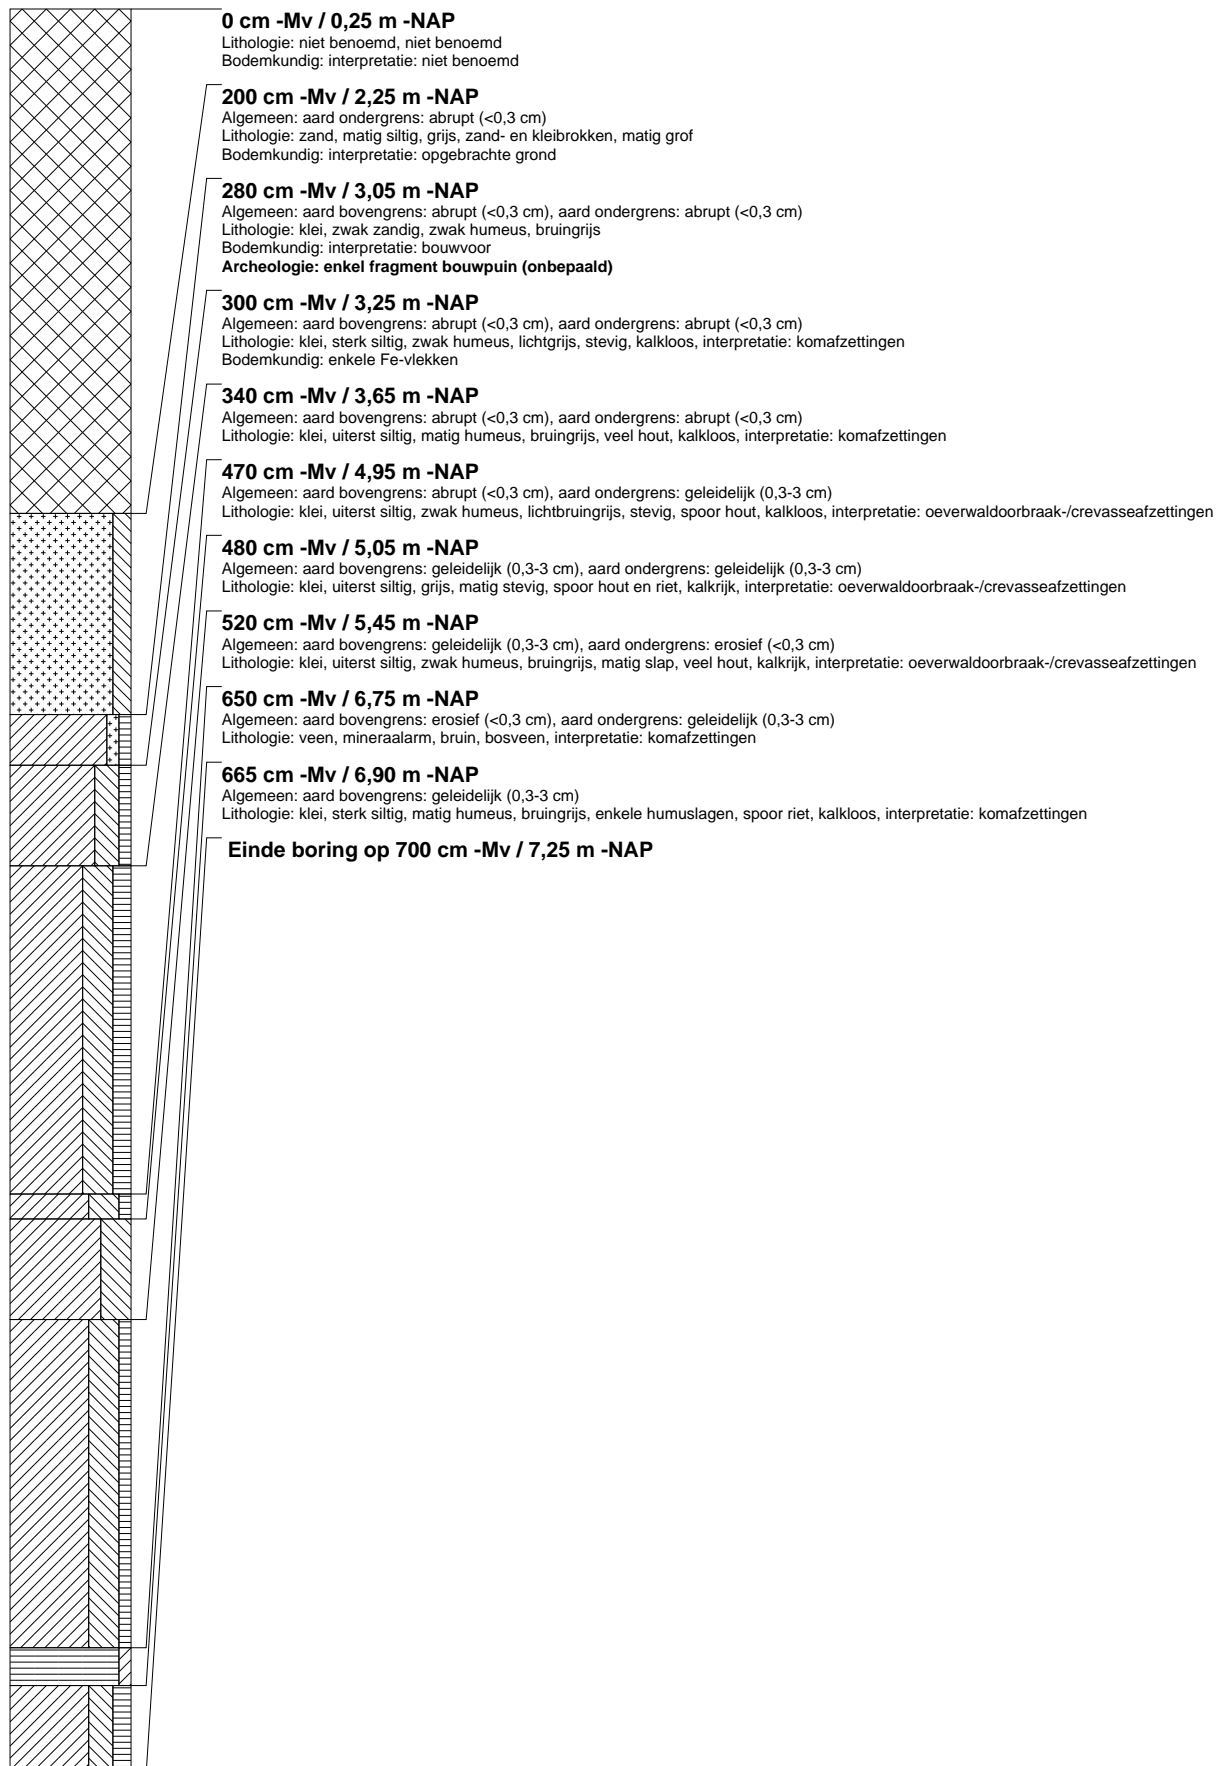 0 cm -Mv / 0,25 m -NAP
Lithologie: niet benoemd, niet benoemd
Bodemkundig: interpretatie: niet benoemd
200 cm -Mv / 2,25 m -NAP
Algemeen: aard ondergrens: abrupt (<0,3 cm)
Lithologie: zand, matig siltig, grijs, zand- en kleibrokken, matig grof
Bodemkundig: interpretatie: opgebrachte grond
280 cm -Mv / 3,05 m -NAP
Algemeen: aard bovengrens: abrupt (<0,3 cm), aard ondergrens: abrupt (<0,3 cm)
Lithologie: klei, zwak zandig, zwak humeus, bruingrijs
Bodemkundig: interpretatie: bouwvoor
Archeologie: enkel fragment bouwpuin (onbepaald)
300 cm -Mv / 3,25 m -NAP
Algemeen: aard bovengrens: abrupt (<0,3 cm), aard ondergrens: abrupt (<0,3 cm)
Lithologie: klei, sterk siltig, zwak humeus, lichtgrijs, stevig, kalkloos, interpretatie: komafzettingen
Bodemkundig: enkele Fe-vlekken
340 cm -Mv / 3,65 m -NAP
Algemeen: aard bovengrens: abrupt (<0,3 cm), aard ondergrens: abrupt (<0,3 cm)
Lithologie: klei, uiterst siltig, matig humeus, bruingrijs, veel hout, kalkloos, interpretatie: komafzettingen
470 cm -Mv / 4,95 m -NAP
Algemeen: aard bovengrens: abrupt (<0,3 cm), aard ondergrens: geleidelijk (0,3-3 cm)
Lithologie: klei, uiterst siltig, zwak humeus, lichtbruingrijs, stevig, spoor hout, kalkloos, interpretatie: oeverwaldoorbraak-/crevasseafzettingen
480 cm -Mv / 5,05 m -NAP
Algemeen: aard bovengrens: geleidelijk (0,3-3 cm), aard ondergrens: geleidelijk (0,3-3 cm)
Lithologie: klei, uiterst siltig, grijs, matig stevig, spoor hout en riet, kalkrijk, interpretatie: oeverwaldoorbraak-/crevasseafzettingen
520 cm -Mv / 5,45 m -NAP
Algemeen: aard bovengrens: geleidelijk (0,3-3 cm), aard ondergrens: erosief (<0,3 cm)
Lithologie: klei, uiterst siltig, zwak humeus, bruingrijs, matig slap, veel hout, kalkrijk, interpretatie: oeverwaldoorbraak-/crevasseafzettingen
650 cm -Mv / 6,75 m -NAP
Algemeen: aard bovengrens: erosief (<0,3 cm), aard ondergrens: geleidelijk (0,3-3 cm)
Lithologie: veen, mineraalarm, bruin, bosveen, interpretatie: komafzettingen
665 cm -Mv / 6,90 m -NAP
Algemeen: aard bovengrens: geleidelijk (0,3-3 cm)
Lithologie: klei, sterk siltig, matig humeus, bruingrijs, enkele humuslagen, spoor riet, kalkloos, interpretatie: komafzettingen
Einde boring op 700 cm -Mv / 7,25 m -NAP